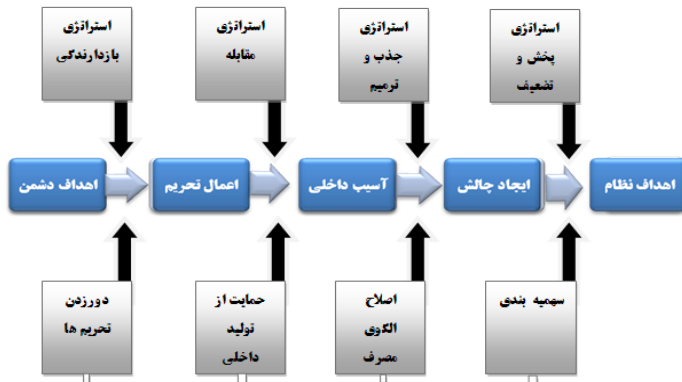 استراتژی
بازدارندگی
استراتژی
مقابله
استراتژی
جذب و
ترمیم
استراتژی
پخش و
تضعیف
اهداف دشمن
اعمال تحریم
آسیب داخلی
ایجاد چالش
اهداف نظام
دورزدن
تحریم ها
حمایت از
تولید
داخلی
اصلاح
الگوی
مصرف
سهمیه بندی